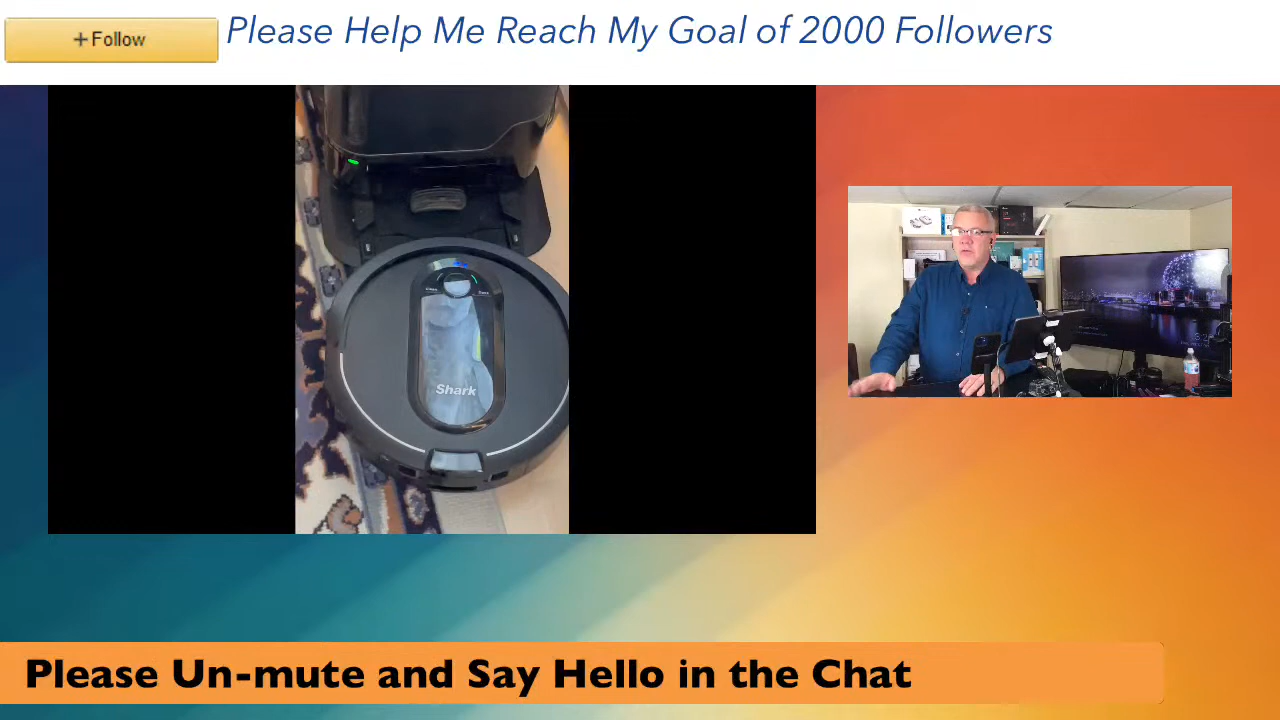 +Follow
Please Help Me Reach My Goal of 2000 Followers
Shark
Please Un-mute and Say Hello in the Chat